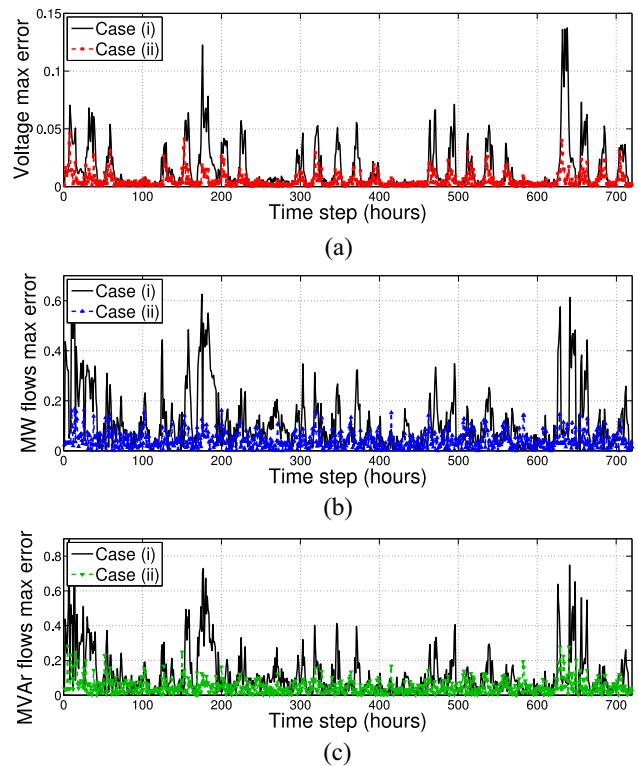 0.15
Case (i)
Case (ii)
0.1
0.05
0
Voltage max error
0 100 200 300 400 500 600 700
Time step (hours)
(a)
Case (i)
Case (ii)
0.6
0.4
0.2
0
MW flows max error
0 100 200 300 400 500 600 700
Time step (hours)
(b)
Case (i)
Case (ii)
0.8
0.6
0.4
0.2
0
MVAr flows max error
0 100 200 300 400 500 600 700
Time step (hours)
(c)